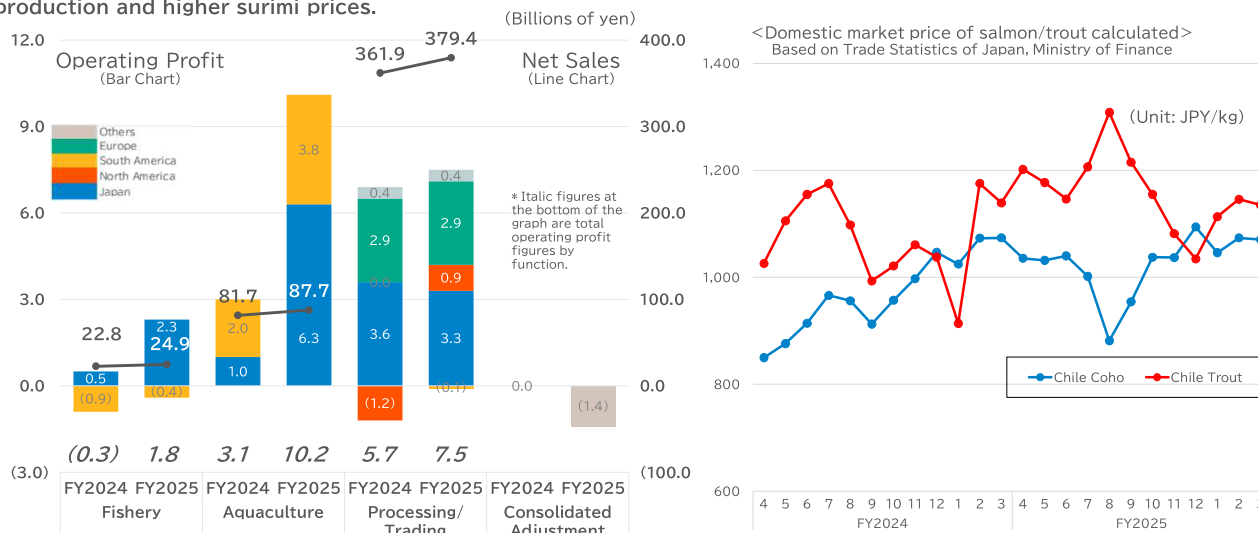 production and higher surimi prices.
(Billions of yen)
12.0
400.0
Operating Profit
(Bar Chart)
361.9
379.4
Net Sales
(Line Chart)
9.0
300.0
Others
Europe
South America
North America
Japan
3.8
0.4
0.4
6.0
200.0
* Italic figures at
the bottom of the
graph are total
operating profit
figures by
function.
2.9
2.9
0.0
0.9
3.0
100.0
22.8
2.3
24.9
81.7
2.0
87.7
6.3
3.6
3.3
0.5
1.0
0.0
0.0
0.0
(0.9)
(0.4)
(1.2)
(0.1)
(1.4)
(0.3)
1.8
3.1
10.2
5.7
7.5
(3.0)
(100.0
FY2024 FY2025 FY2024 FY2025 FY2024 FY2025 FY2024 FY2025
Fishery
Aquaculture
Processing/
Trading
Consolidated
Adjustment
<Domestic market price of salmon/trout calculated>
Based on Trade Statistics of Japan, Ministry of Finance
1,400
(Unit: JPY/kg)
1,200
1,000
800
Chile Coho
Chile Trout
600
4 5 6 7 8 9 10 11 12 1 2 3 4 5 6 7 8 9 10 11 12 1 2
FY2024
FY2025